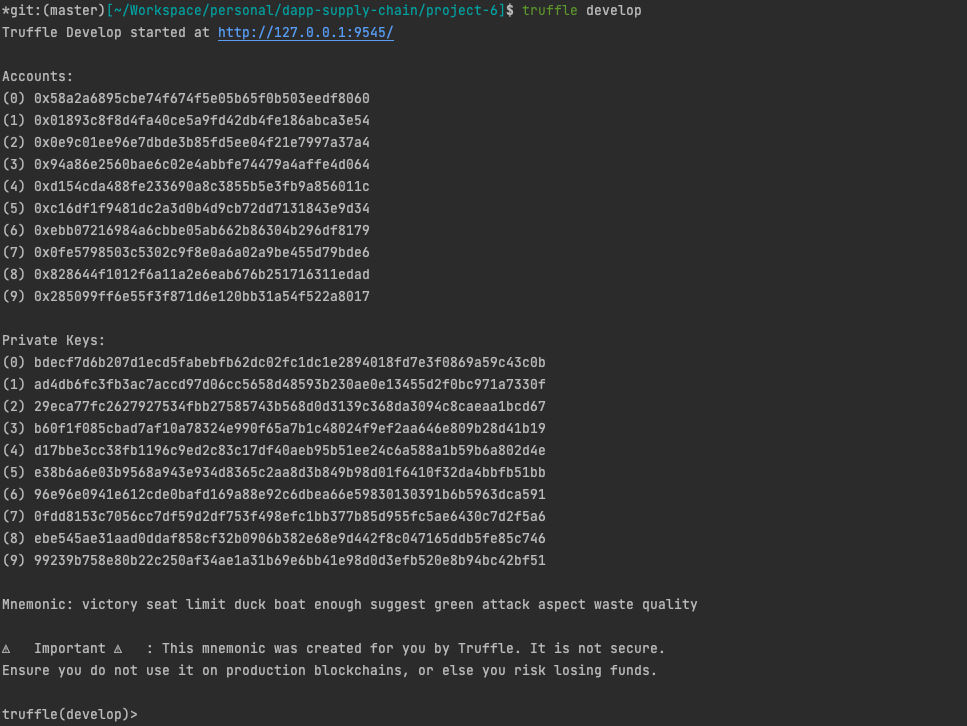 *git:(master)[~/Workspace/personal/dapp-supply-chain/project-6]$ truffle develop
Truffle Develop started at http://127.0.0.1:9545/
Accounts:
(0) 0x58a2a6895cbe74f674f5e05b65f0b503eedf8060
(1) 0x01893c8f8d4fa40ce5a9fd42db4fe186abca3e54
(2) 0x0e9c01ee96e7dbde3b85fd5ee04f21e7997a37a4
(3) 0x94a86e2560bae6c02e4abbfe74479a4affe4d064
(4) 0xd154cda488fe233690a8c3855b5e3fb9a856011c
(5) 0xc16df1f9481dc2a3d0b4d9cb72dd7131843e9d34
(6) 0xebb07216984a6cbbe05ab662b86304b296df8179
(7) 0x0fe5798503c5302c9f8e0a6a02a9be455d79bde6
(8) 0x828644f1012f6a11a2e6eab676b251716311edad
(9) 0x285099ff6e55f3f871d6e120bb31a54f522a8017
Private Keys:
(0) bdecf7d6b207d1ecd5fabebfb62dc02fc1dc1e2894018fd7e3f0869a59c43c0b
(1) ad4db6fc3fb3ac7accd97d06cc5658d48593b230ae0e13455d2f0bc971a7330f
(2) 29eca77fc2627927534fbb27585743b568d0d3139c368da3094c8caeaa1bcd67
(3) b60f1f085cbad7af10a78324e990f65a7b1c48024f9ef2aa646e809b28d41b19
(4) d17bbe3cc38fb1196c9ed2c83c17df40aeb95b51ee24c6a588a1b59b6a802d4e
(5) e38b6a6e03b9568a943e934d8365c2aa8d3b849b98d01f6410f32da4bbfb51bb
(6) 96e96e0941e612cde0bafd169a88e92c6dbea66e59830130391b6b5963dca591
(7) 0fdd8153c7056cc7df59d2df753f498efc1bb377b85d955fc5ae6430c7d2f5a6
(8) ebe545ae31aad0ddaf858cf32b0906b382e68e9d442f8c047165ddb5fe85c746
(9) 99239b758e80b22c250af34ae1a31b69e6bb41e98d0d3efb520e8b94bc42bf51
Mnemonic: victory seat limit duck boat enough suggest green attack aspect waste quality
⚠ Important ⚠ : This mnemonic was created for you by Truffle. It is not secure.
Ensure you do not use it on production blockchains, or else you risk losing funds.
truffle(develop)>